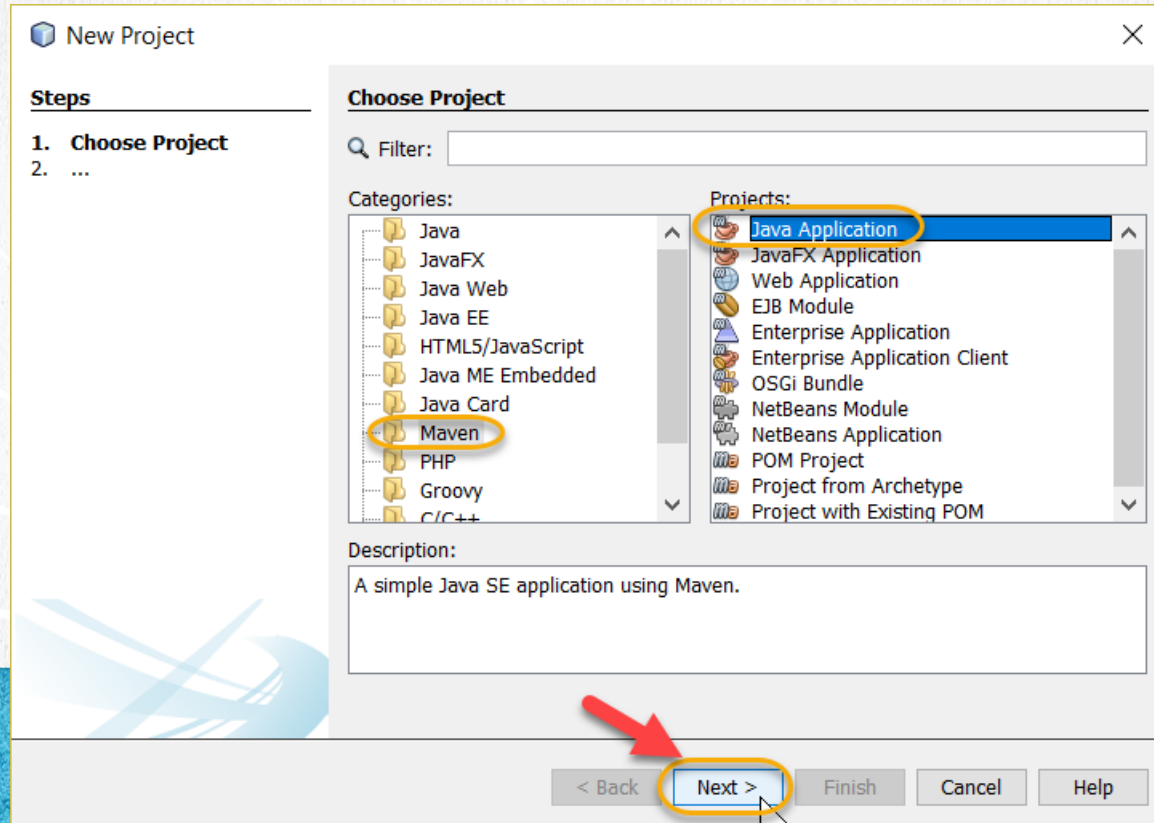 New Project
Steps
1. Choose Project
2. ...
Choose Project
Filter:
Categories:
Java
JavaFX
Java Web
Java EE
HTML5/JavaScript
Java ME Embedded
Java Card
Maven
PHP
Groovy
C/C++
Projects:
Java Application
JavaFX Application
Web Application
EJB Module
Enterprise Application
Enterprise Application Client
OSGi Bundle
NetBeans Module
NetBeans Application
POM Project
Project from Archetype
Project with Existing POM
Description:
A simple Java SE application using Maven.
< Back Next > Finish Cancel Help